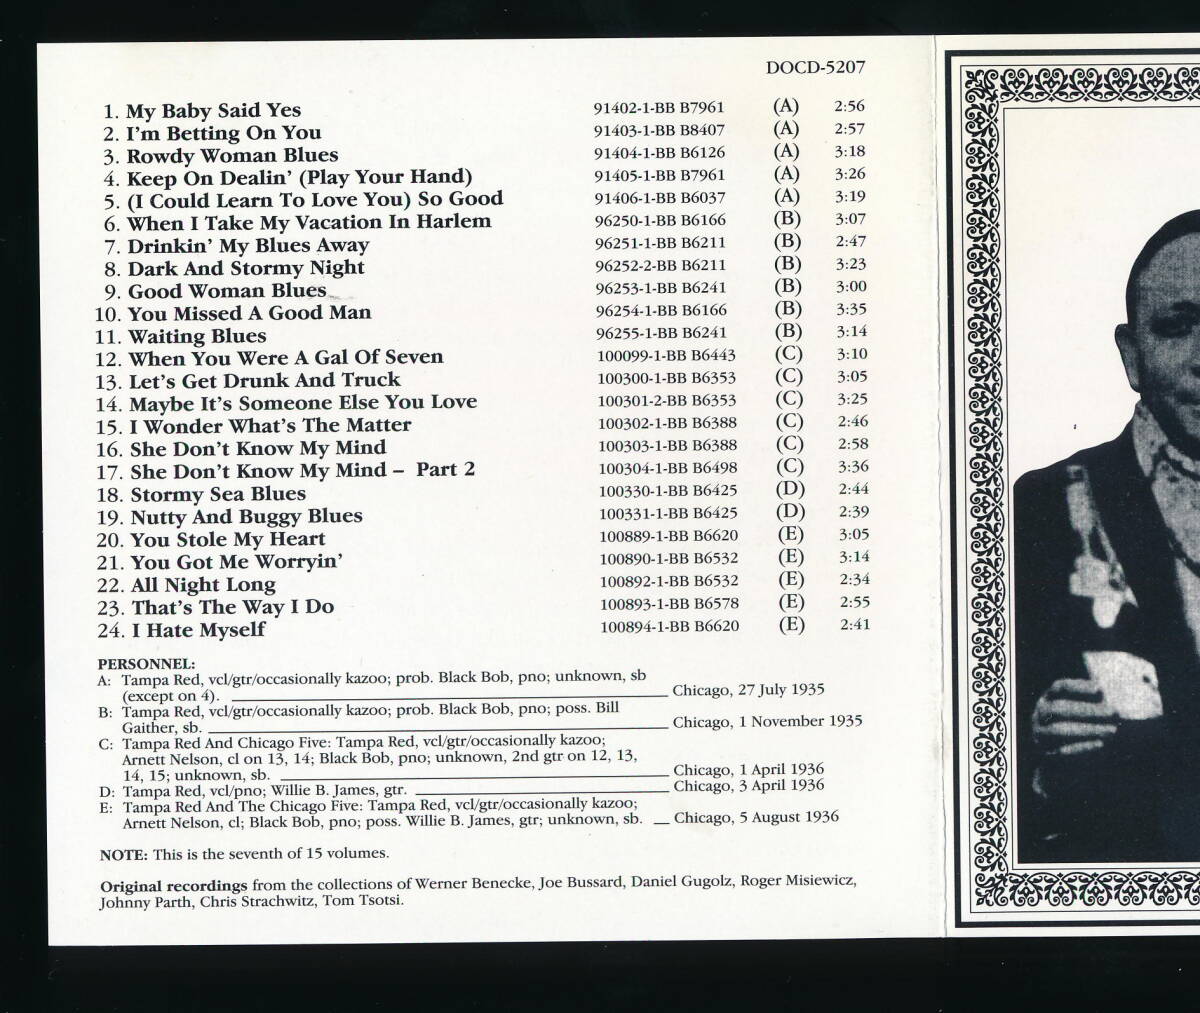 DOCD-5207
1. My Baby Said Yes 91402-1-BB B7961 (A) 2:56
2. I'm Betting On You 91403-1-BB B8407 (A) 2:57
3. Rowdy Woman Blues 91404-1-BB B6126 (A) 3:18
4. Keep On Dealin' (Play Your Hand) 91405-1-BB B7961 (A) 3:26
5. (I Could Learn To Love You) So Good 91406-1-BB B6037 (A) 3:19
6. When I Take My Vacation In Harlem 96250-1-BB B6166 (B) 3:07
7. Drinkin' My Blues Away 96251-1-BB B6211 (B) 2:47
8. Dark And Stormy Night 96252-2-BB B6211 (B) 3:23
9. Good Woman Blues 96253-1-BB B6241 (B) 3:00
10. You Missed A Good Man 96254-1-BB B6166 (B) 3:35
11. Waiting Blues 96255-1-BB B6241 (B) 3:14
12. When You Were A Gal Of Seven 100099-1-BB B6443 (C) 3:10
13. Let's Get Drunk And Truck 100300-1-BB B6353 (C) 3:05
14. Maybe It's Someone Else You Love 100301-2-BB B6353 (C) 3:25
15. I Wonder What's The Matter 100302-1-BB B6388 (C) 2:46
16. She Don't Know My Mind 100303-1-BB B6388 (C) 2:58
17. She Don't Know My Mind – Part 2 100304-1-BB B6498 (C) 3:36
18. Stormy Sea Blues 100330-1-BB B6425 (D) 2:44
19. Nutty And Buggy Blues 100331-1-BB B6425 (D) 2:39
20. You Stole My Heart 100889-1-BB B6620 (E) 3:05
21. You Got Me Worryin' 100890-1-BB B6532 (E) 3:14
22. All Night Long 100892-1-BB B6532 (E) 2:34
23. That's The Way I Do 100893-1-BB B6578 (E) 2:55
24. I Hate Myself 100894-1-BB B6620 (E) 2:41
PERSONNEL:
A: Tampa Red, vcl/gtr/occasionally kazoo; prob. Black Bob, pno; unknown, sb
(except on 4). Chicago, 27 July 1935
B: Tampa Red, vcl/gtr/occasionally kazoo; prob. Black Bob, pno; poss. Bill
Gaither, sb. Chicago, 1 November 1935
C: Tampa Red And Chicago Five: Tampa Red, vcl/gtr/occasionally kazoo;
Arnett Nelson, cl on 13, 14; Black Bob, pno; unknown, 2nd gtr on 12, 13,
14, 15; unknown, sb. Chicago, 1 April 1936
D: Tampa Red, vcl/pno; Willie B. James, gtr. Chicago, 3 April 1936
E: Tampa Red And The Chicago Five: Tampa Red, vcl/gtr/occasionally kazoo;
Arnett Nelson, cl; Black Bob, pno; poss. Willie B. James, gtr; unknown, sb. Chicago, 5 August 1936
NOTE: This is the seventh of 15 volumes.
Original recordings from the collections of Werner Benecke, Joe Bussard, Daniel Gugolz, Roger Misiewicz,
Johnny Parth, Chris Strachwitz, Tom Tsotsi.